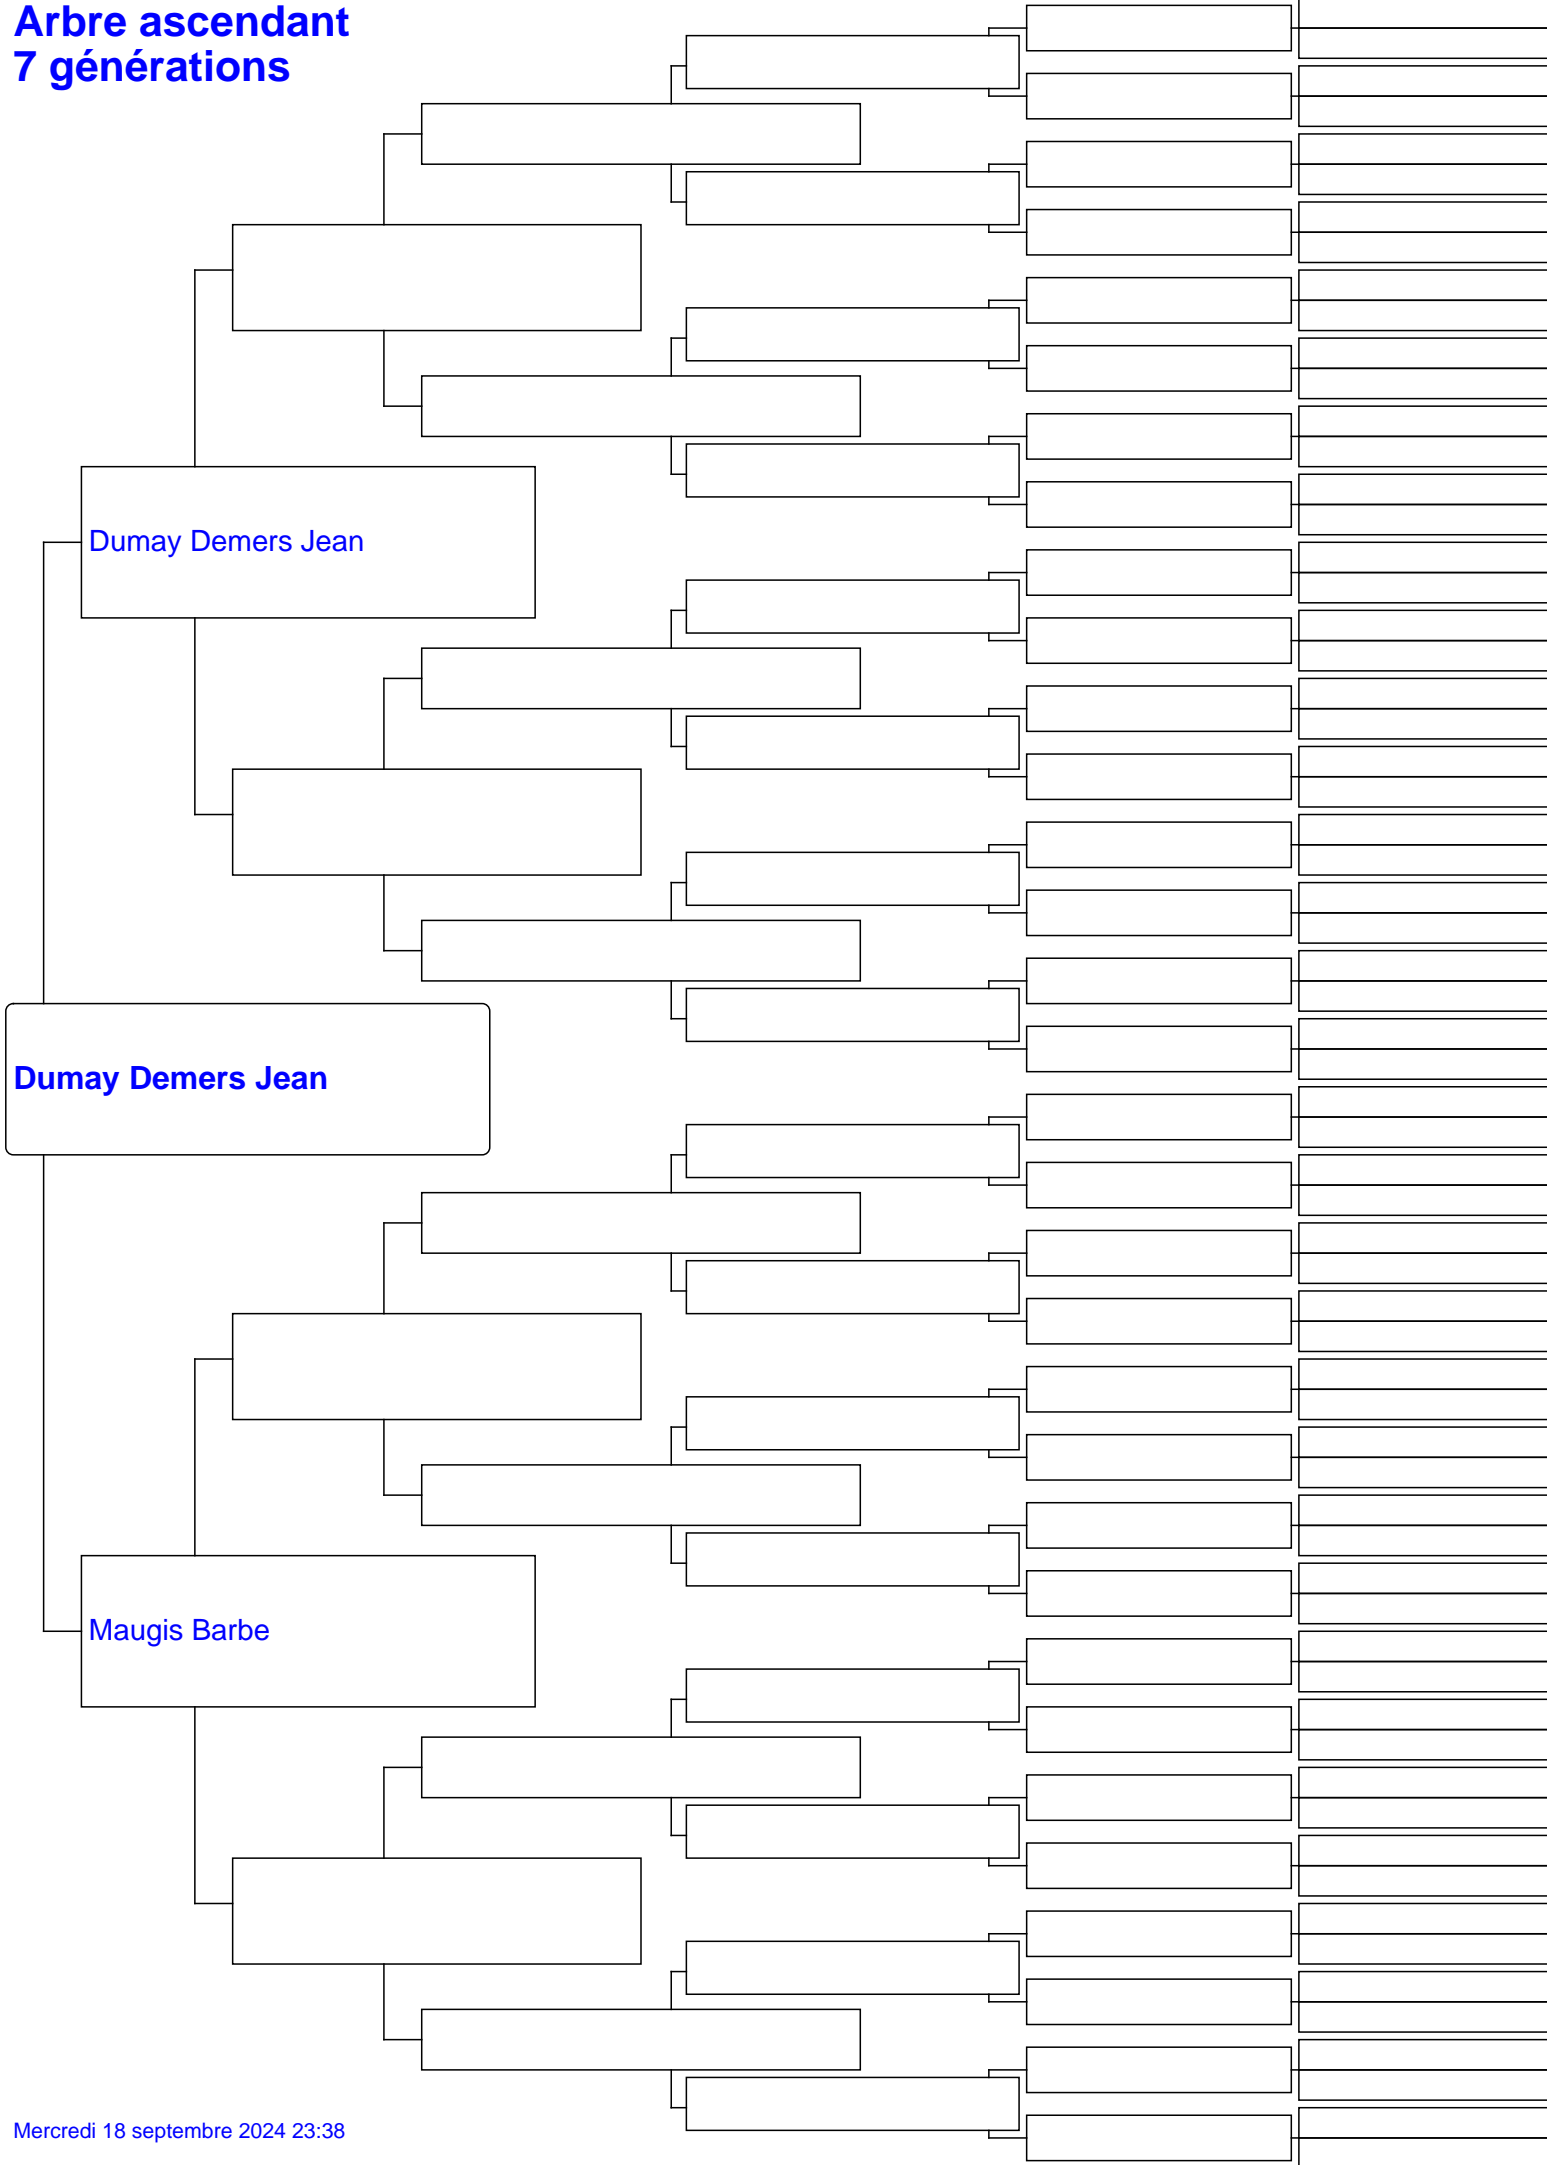 Arbre ascendant
7 générations
Dumay Demers Jean
Dumay Demers Jean
Maugis Barbe
Mercredi 18 septembre 2024 23:38